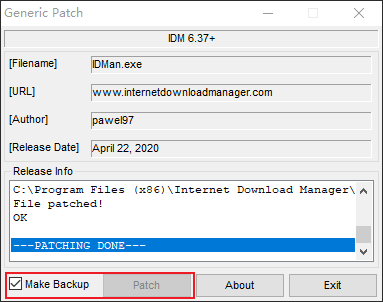 Generic Patch
IDM 6.37+
[Filename] IDMan.exe
[URL] www.internetdownloadmanager.com
[Author] pawel97
[Release Date] April 22, 2020
Release Info
C:\Program Files (x86)\Internet Download Manager\
File patched!
OK
---PATCHING DONE---
Make Backup Patch About Exit